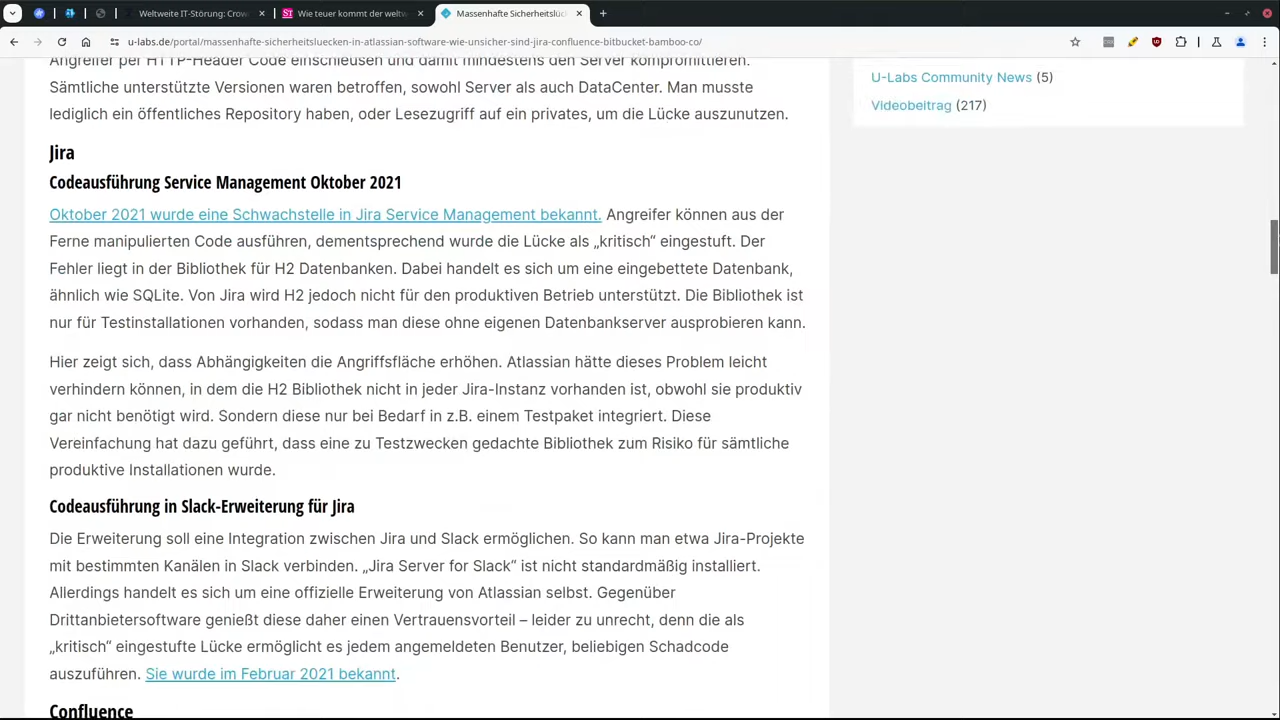 Weltweite IT-Störung: Crow
Wie teuer kommt der weltw
Massenhafte Sicherheitslüc
u-labs.de/portal/massenhafte-sicherheitsluecken-in-atlassian-software-wie-unsicher-sind-jira-confluence-bitbucket-bamboo-co/
Angreifer per HTTP-Header Code einschleusen und damit mindestens den Server kompromittieren.
Sämtliche unterstützte Versionen waren betroffen, sowohl Server als auch DataCenter. Man musste
lediglich ein öffentliches Repository haben, oder Lesezugriff auf ein privates, um die Lücke auszunutzen.
Jira
Codeausführung Service Management Oktober 2021
Oktober 2021 wurde eine Schwachstelle in Jira Service Management bekannt. Angreifer können aus der
Ferne manipulierten Code ausführen, dementsprechend wurde die Lücke als „kritisch“ eingestuft. Der
Fehler liegt in der Bibliothek für H2 Datenbanken. Dabei handelt es sich um eine eingebettete Datenbank,
ähnlich wie SQLite. Von Jira wird H2 jedoch nicht für den produktiven Betrieb unterstützt. Die Bibliothek ist
nur für Testinstallationen vorhanden, sodass man diese ohne eigenen Datenbankserver ausprobieren kann.
Hier zeigt sich, dass Abhängigkeiten die Angriffsfläche erhöhen. Atlassian hätte dieses Problem leicht
verhindern können, in dem die H2 Bibliothek nicht in jeder Jira-Instanz vorhanden ist, obwohl sie produktiv
gar nicht benötigt wird. Sondern diese nur bei Bedarf in z.B. einem Testpaket integriert. Diese
Vereinfachung hat dazu geführt, dass eine zu Testzwecken gedachte Bibliothek zum Risiko für sämtliche
produktive Installationen wurde.
Codeausführung in Slack-Erweiterung für Jira
Die Erweiterung soll eine Integration zwischen Jira und Slack ermöglichen. So kann man etwa Jira-Projekte
mit bestimmten Kanälen in Slack verbinden. „Jira Server for Slack“ ist nicht standardmäßig installiert.
Allerdings handelt es sich um eine offizielle Erweiterung von Atlassian selbst. Gegenüber
Drittanbietersoftware genießt diese daher einen Vertrauensvorteil – leider zu unrecht, denn die als
„kritisch“ eingestufte Lücke ermöglicht es jedem angemeldeten Benutzer, beliebigen Schadcode
auszuführen. Sie wurde im Februar 2021 bekannt.
Confluence
U-Labs Community News (5)
Videobeitrag (217)